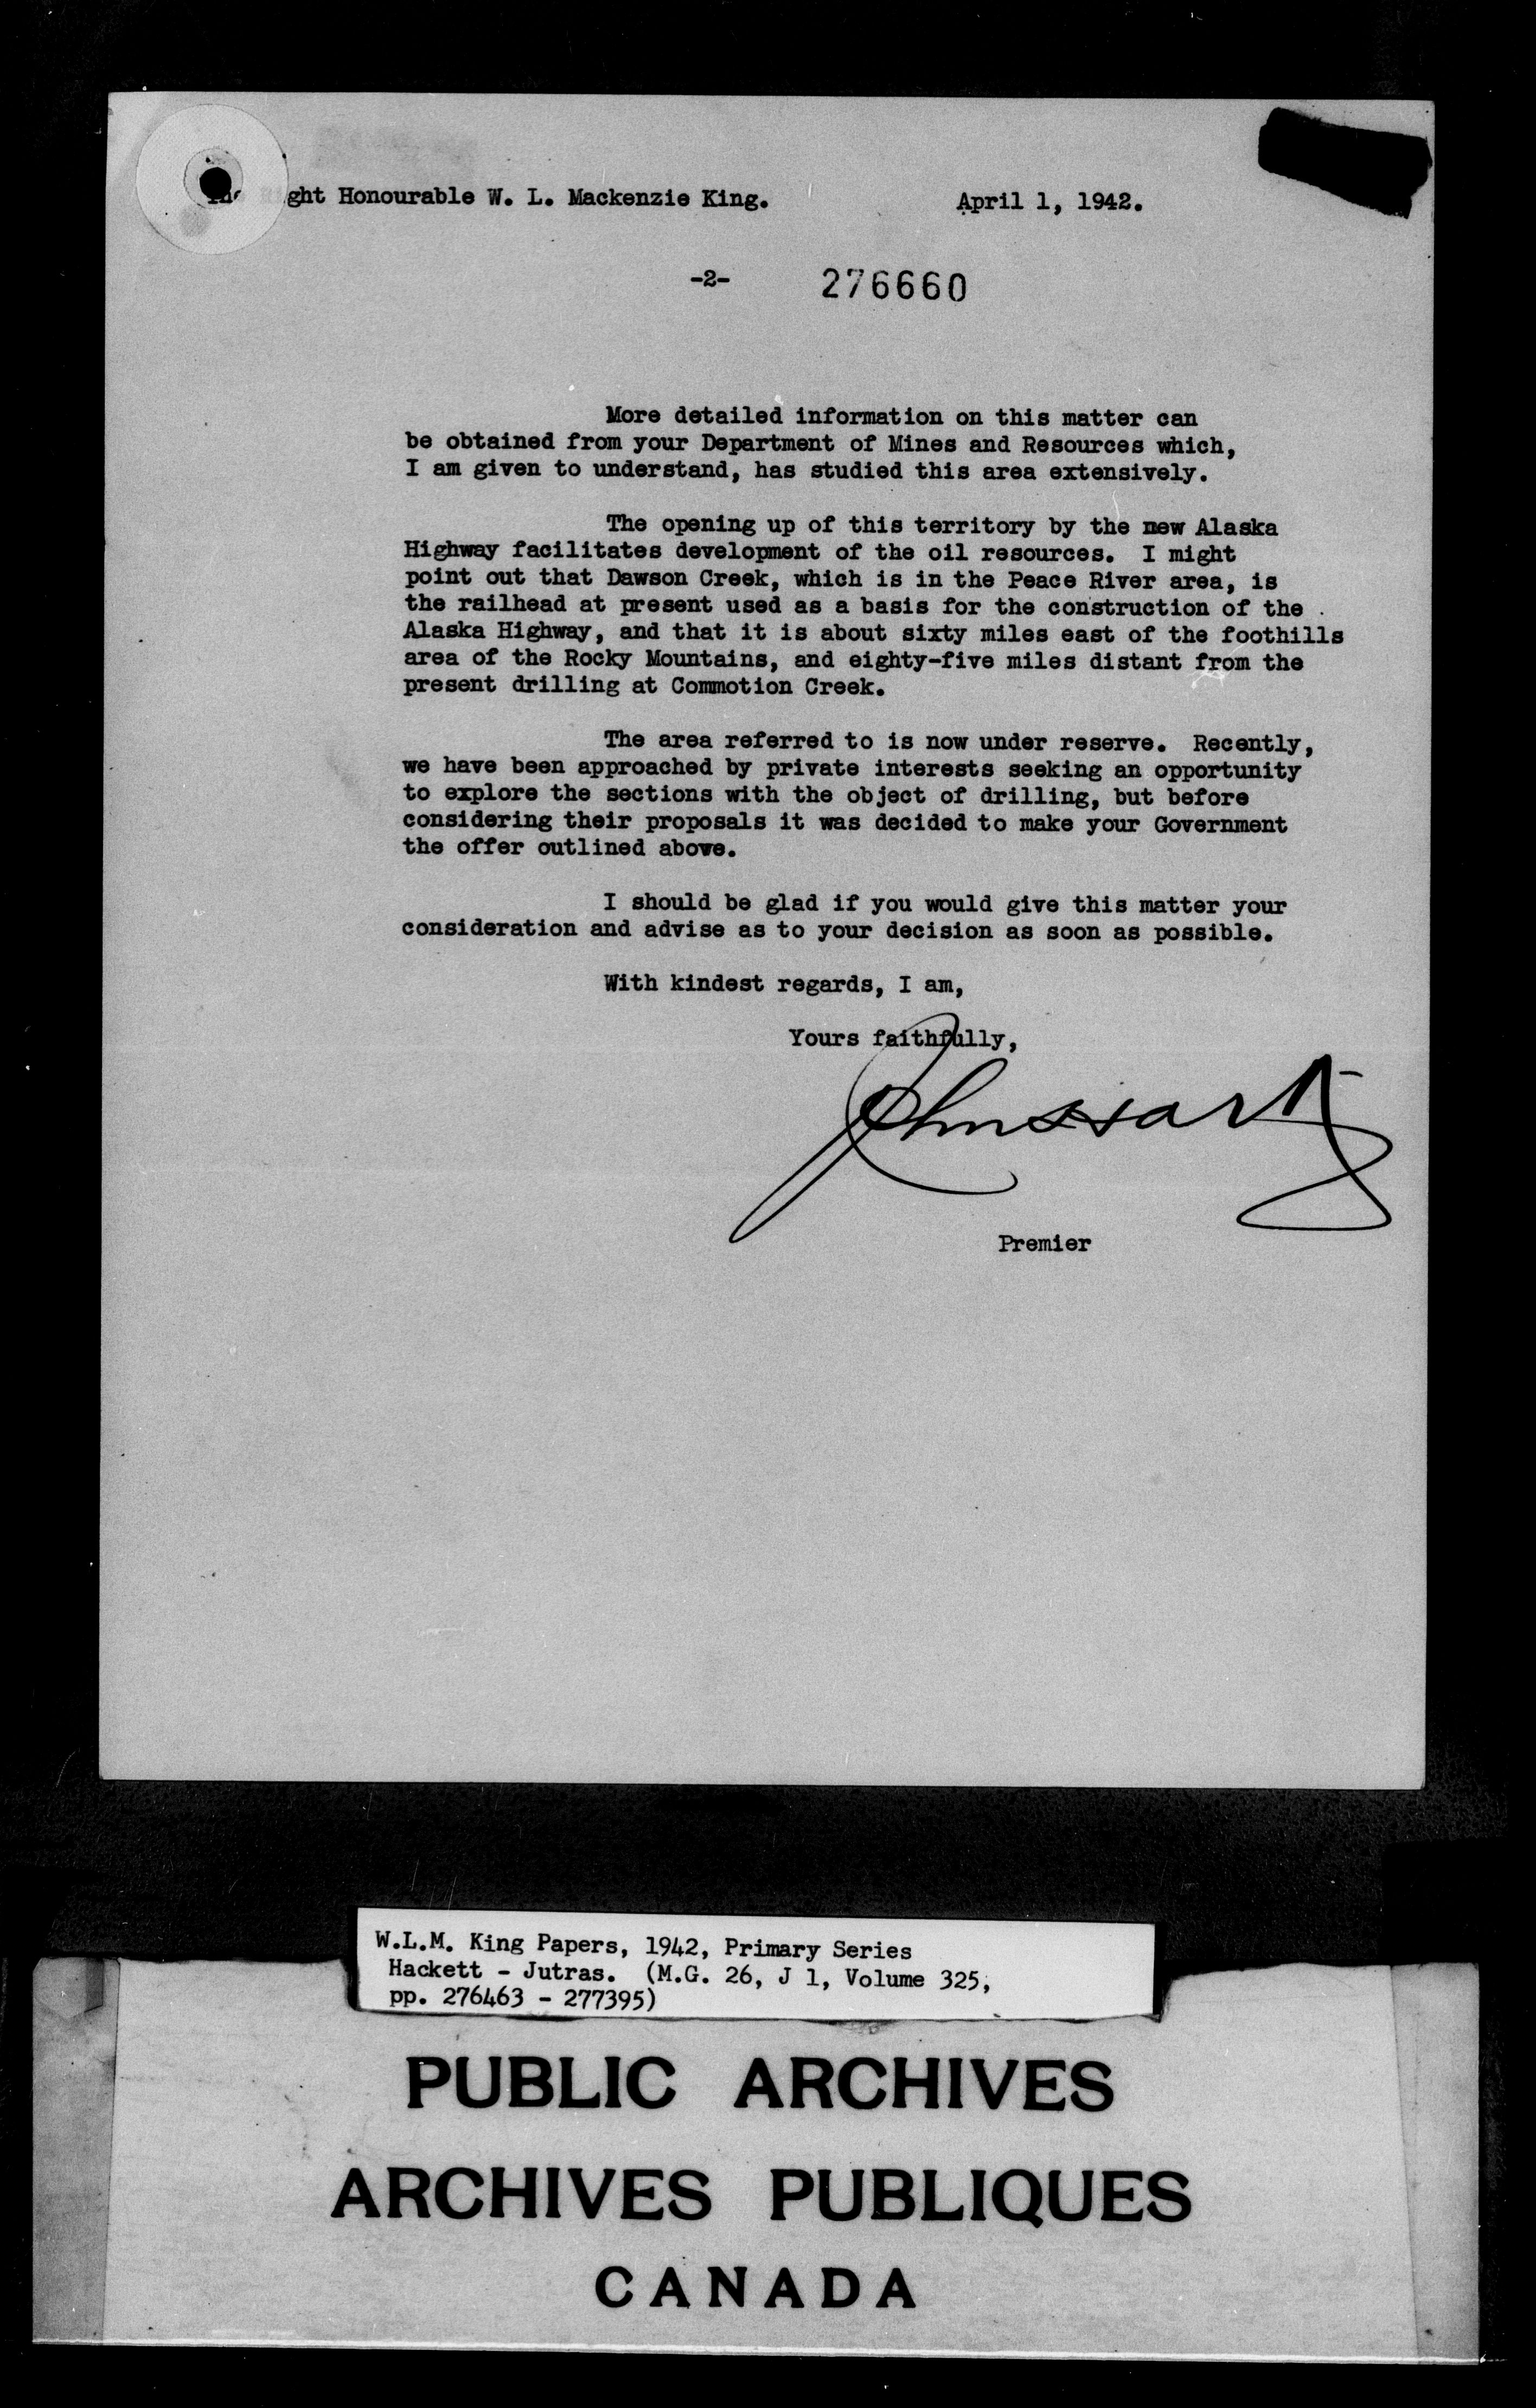 The Right Honourable W. L. Mackenzie King. April 1, 1942.
-2- 276660
More detailed information on this matter can
be obtained from your Department of Mines and Resources which,
I am given to understand, has studied this area extensively.
The opening up of this territory by the new Alaska
Highway facilitates development of the oil resources. I might
point out that Dawson Creek, which is in the Peace River area, is
the railhead at present used as a basis for the construction of the
Alaska Highway, and that it is about sixty miles east of the foothills
area of the Rocky Mountains, and eighty-five miles distant from the
present drilling at Commotion Creek.
The area referred to is now under reserve. Recently,
we have been approached by private interests seeking an opportunity
to explore the sections with the object of drilling, but before
considering their proposals it was decided to make your Government
the offer outlined above.
I should be glad if you would give this matter your
consideration and advise as to your decision as soon as possible.
With kindest regards, I am,
Yours faithfully,
John Hart
Premier
W.L.M. King Papers, 1942, Primary Series
Hackett - Jutras. (M.G. 26, J 1, Volume 325,
pp. 276463 - 277395)
PUBLIC ARCHIVES
ARCHIVES PUBLIQUES
CANADA